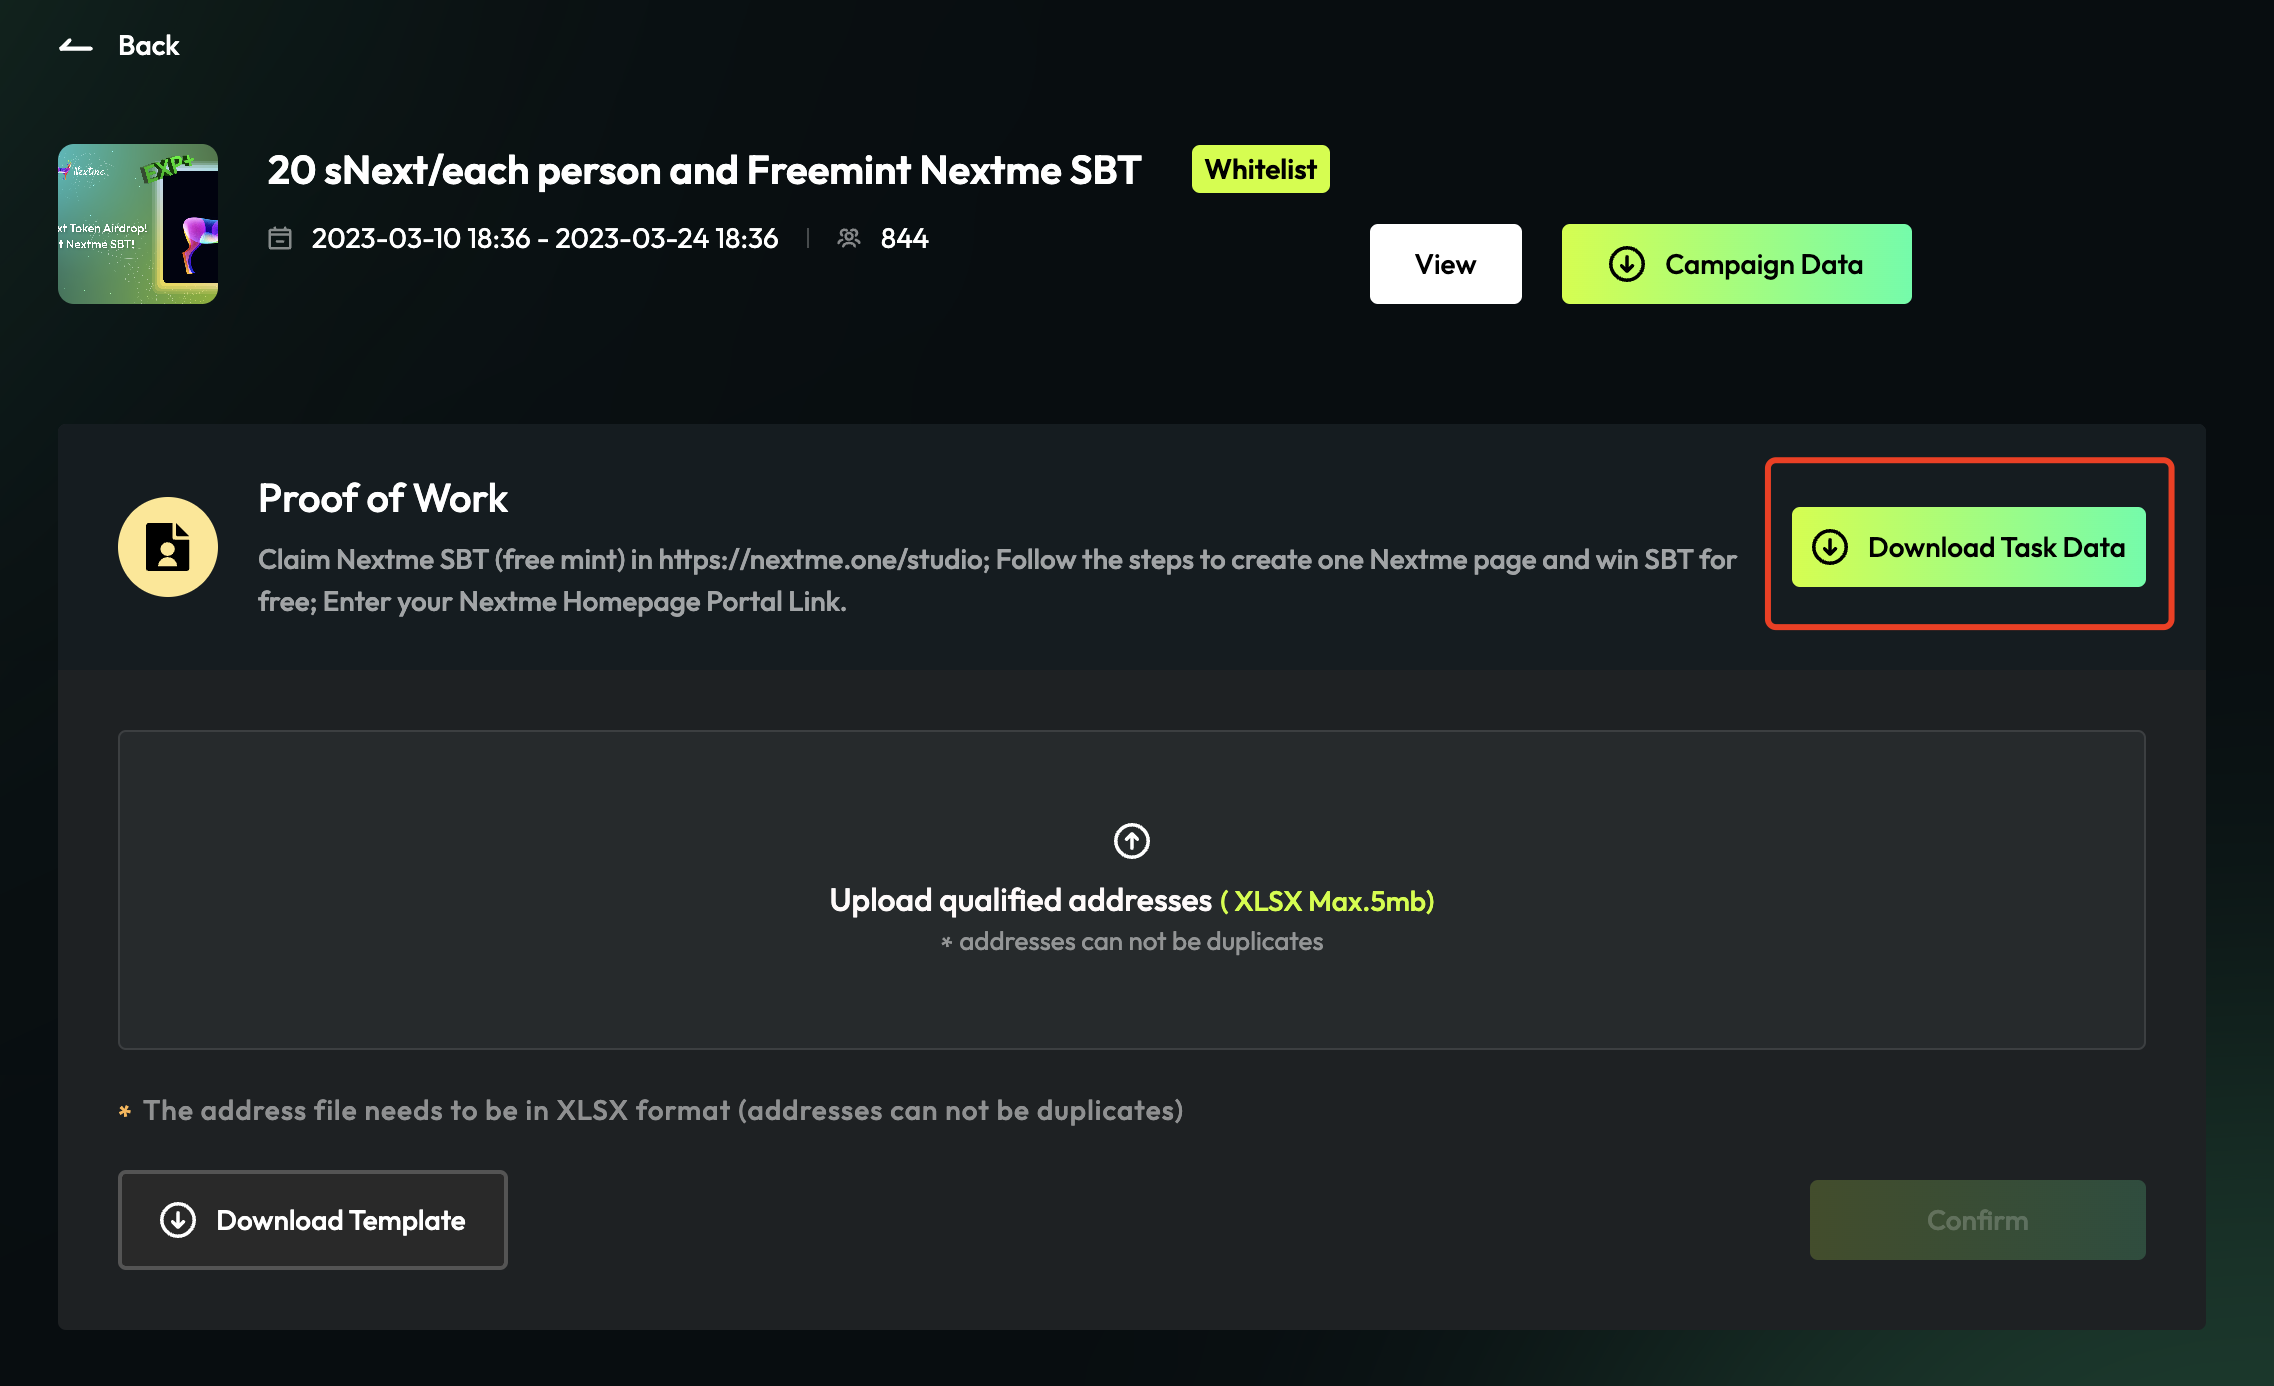 Back
20 sNext/each person and Freemint Nextme SBT
Whitelist
2023-03-10 18:36 - 2023-03-24 18:36 | 844
View
Campaign Data
Nextme
EXP+
xt Token Airdrop!
t Nextme SBT!
Proof of Work
Claim Nextme SBT (free mint) in https://nextme.one/studio; Follow the steps to create one Nextme page and win SBT for
free; Enter your Nextme Homepage Portal Link.
Download Task Data
Upload qualified addresses ( XLSX Max.5mb)
* addresses can not be duplicates
* The address file needs to be in XLSX format (addresses can not be duplicates)
Download Template
Confirm